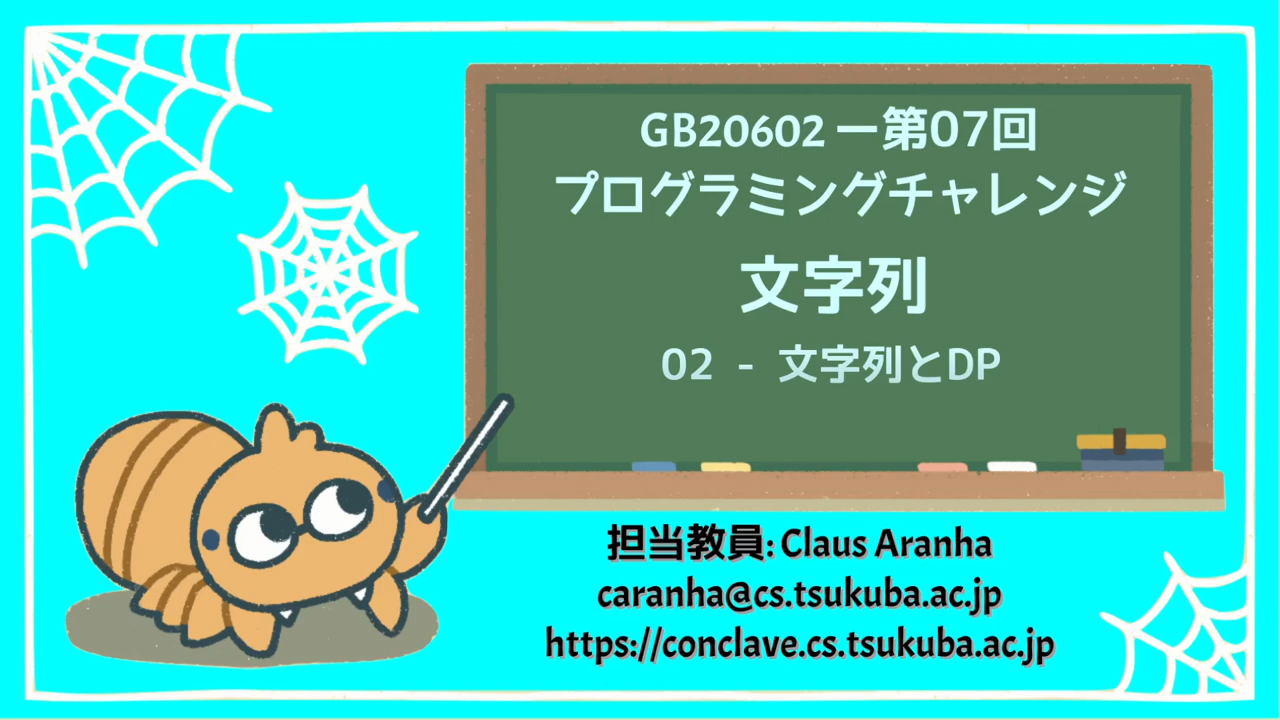 GB20602 ー第07回
プログラミングチャレンジ
文字列
02 - 文字列とDP
担当教員: Claus Aranha
caranha@cs.tsukuba.ac.jp
https://conclave.cs.tsukuba.ac.jp